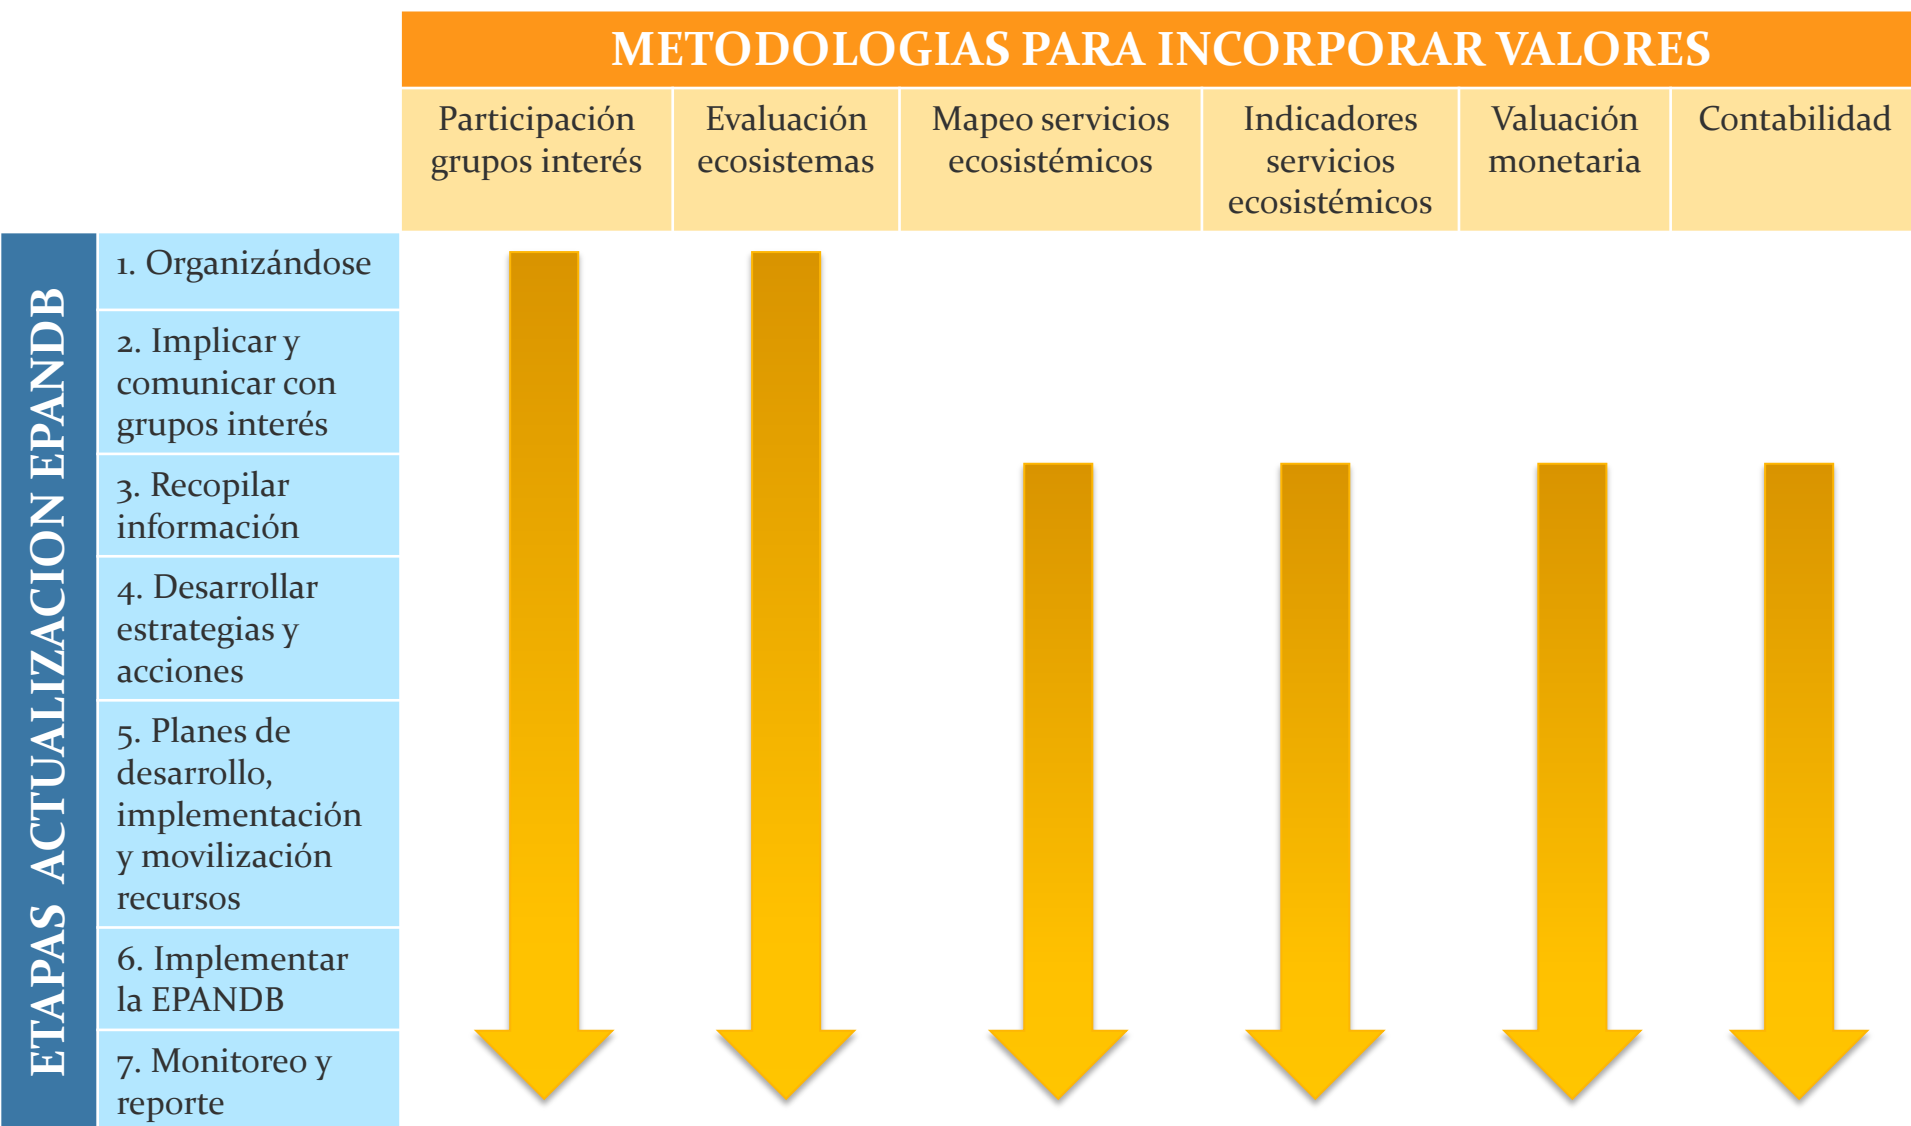 METODOLOGIAS PARA INCORPORAR VALORES
Participación
grupos interés
Evaluación
ecosistemas
Mapeo servicios
ecosistémicos
Indicadores
servicios
ecosistémicos
Valuación
monetaria
Contabilidad
ETAPAS ACTUALIZACION EPANDB
1. Organizándose
2. Implicar y
comunicar con
grupos interés
3. Recopilar
información
4. Desarrollar
estrategias y
acciones
5. Planes de
desarrollo,
implementación
y movilización
recursos
6. Implementar
la EPANDB
7. Monitoreo y
reporte